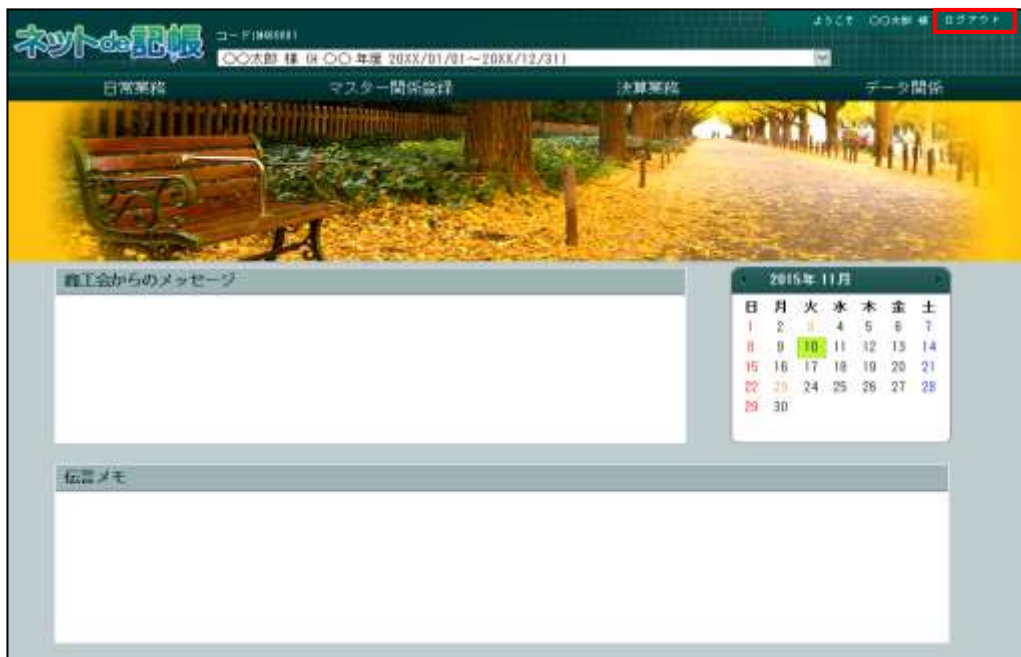 ようこそ 〇〇太郎 様 ログアウト
ネットde記帳
〇〇太郎 様 (H 〇〇 年度 20XX/01/01～20XX/12/31)
日常業務 マスター関係登録 決算業務 データ関係
商工会からのメッセージ
2015年 11月
日 月 火 水 木 金 土
1 2 3 4 5 6 7
8 9 10 11 12 13 14
15 16 17 18 19 20 21
22 23 24 25 26 27 28
29 30
伝言メモ